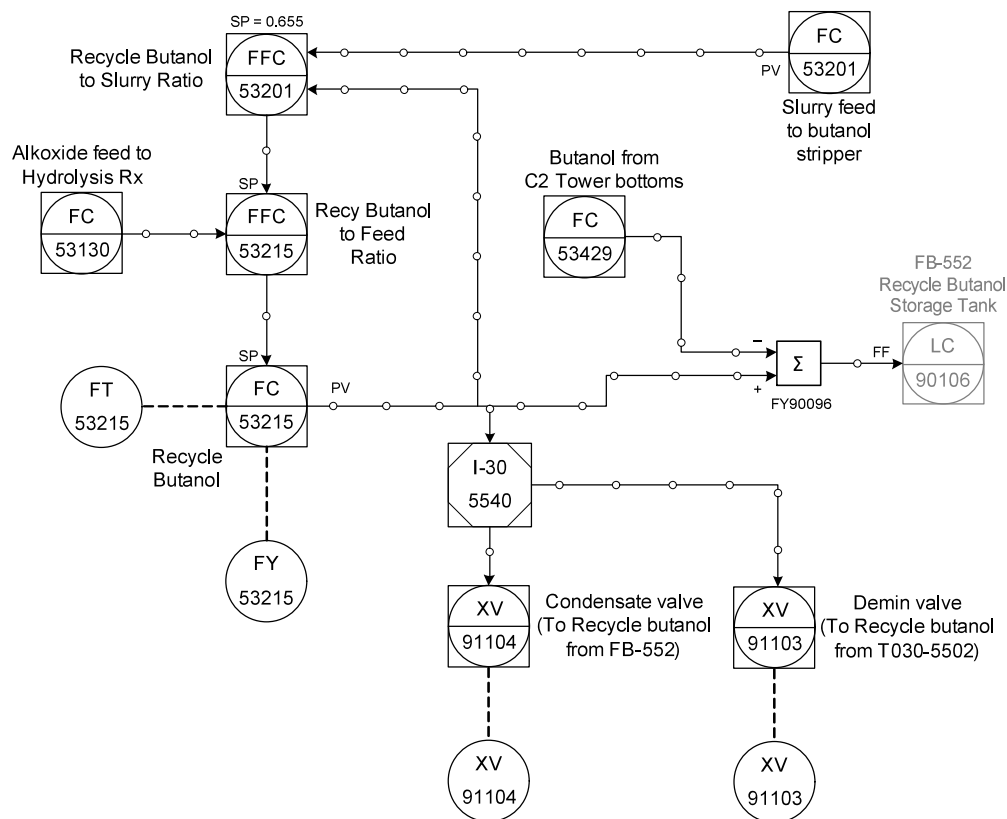 SP = 0.655
Recycle Butanol
to Slurry Ratio
FFC
53201
PV
FC
53201
Slurry feed
to butanol
stripper
Alkoxide feed to
Hydrolysis Rx
FC
53130
SP
FFC
53215
Recy Butanol
to Feed
Ratio
Butanol from
C2 Tower bottoms
FC
53429
FB-552
Recycle Butanol
Storage Tank
LC
90106
FF
−
+
Σ
FY90096
SP
FT
53215
FC
53215
PV
Recycle
Butanol
FY
53215
I-30
5540
XV
91104
Condensate valve
(To Recycle butanol
from FB-552)
XV
91103
Demin valve
(To Recycle butanol
from T030-5502)
XV
91104
XV
91103